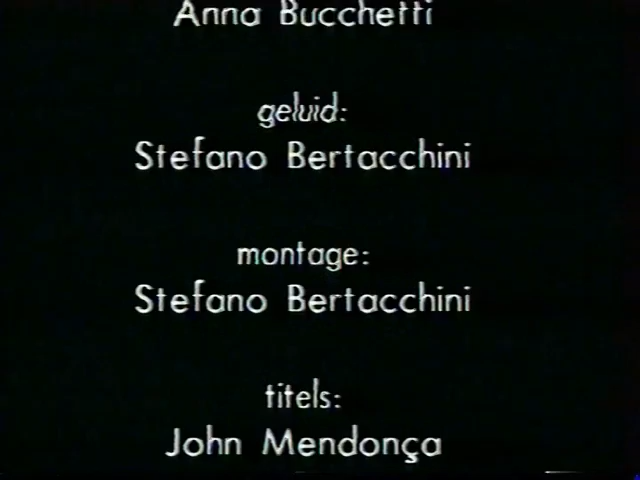 Anna Bucchetti
geluid:
Stefano Bertacchini
montage:
Stefano Bertacchini
titels:
John Mendonça